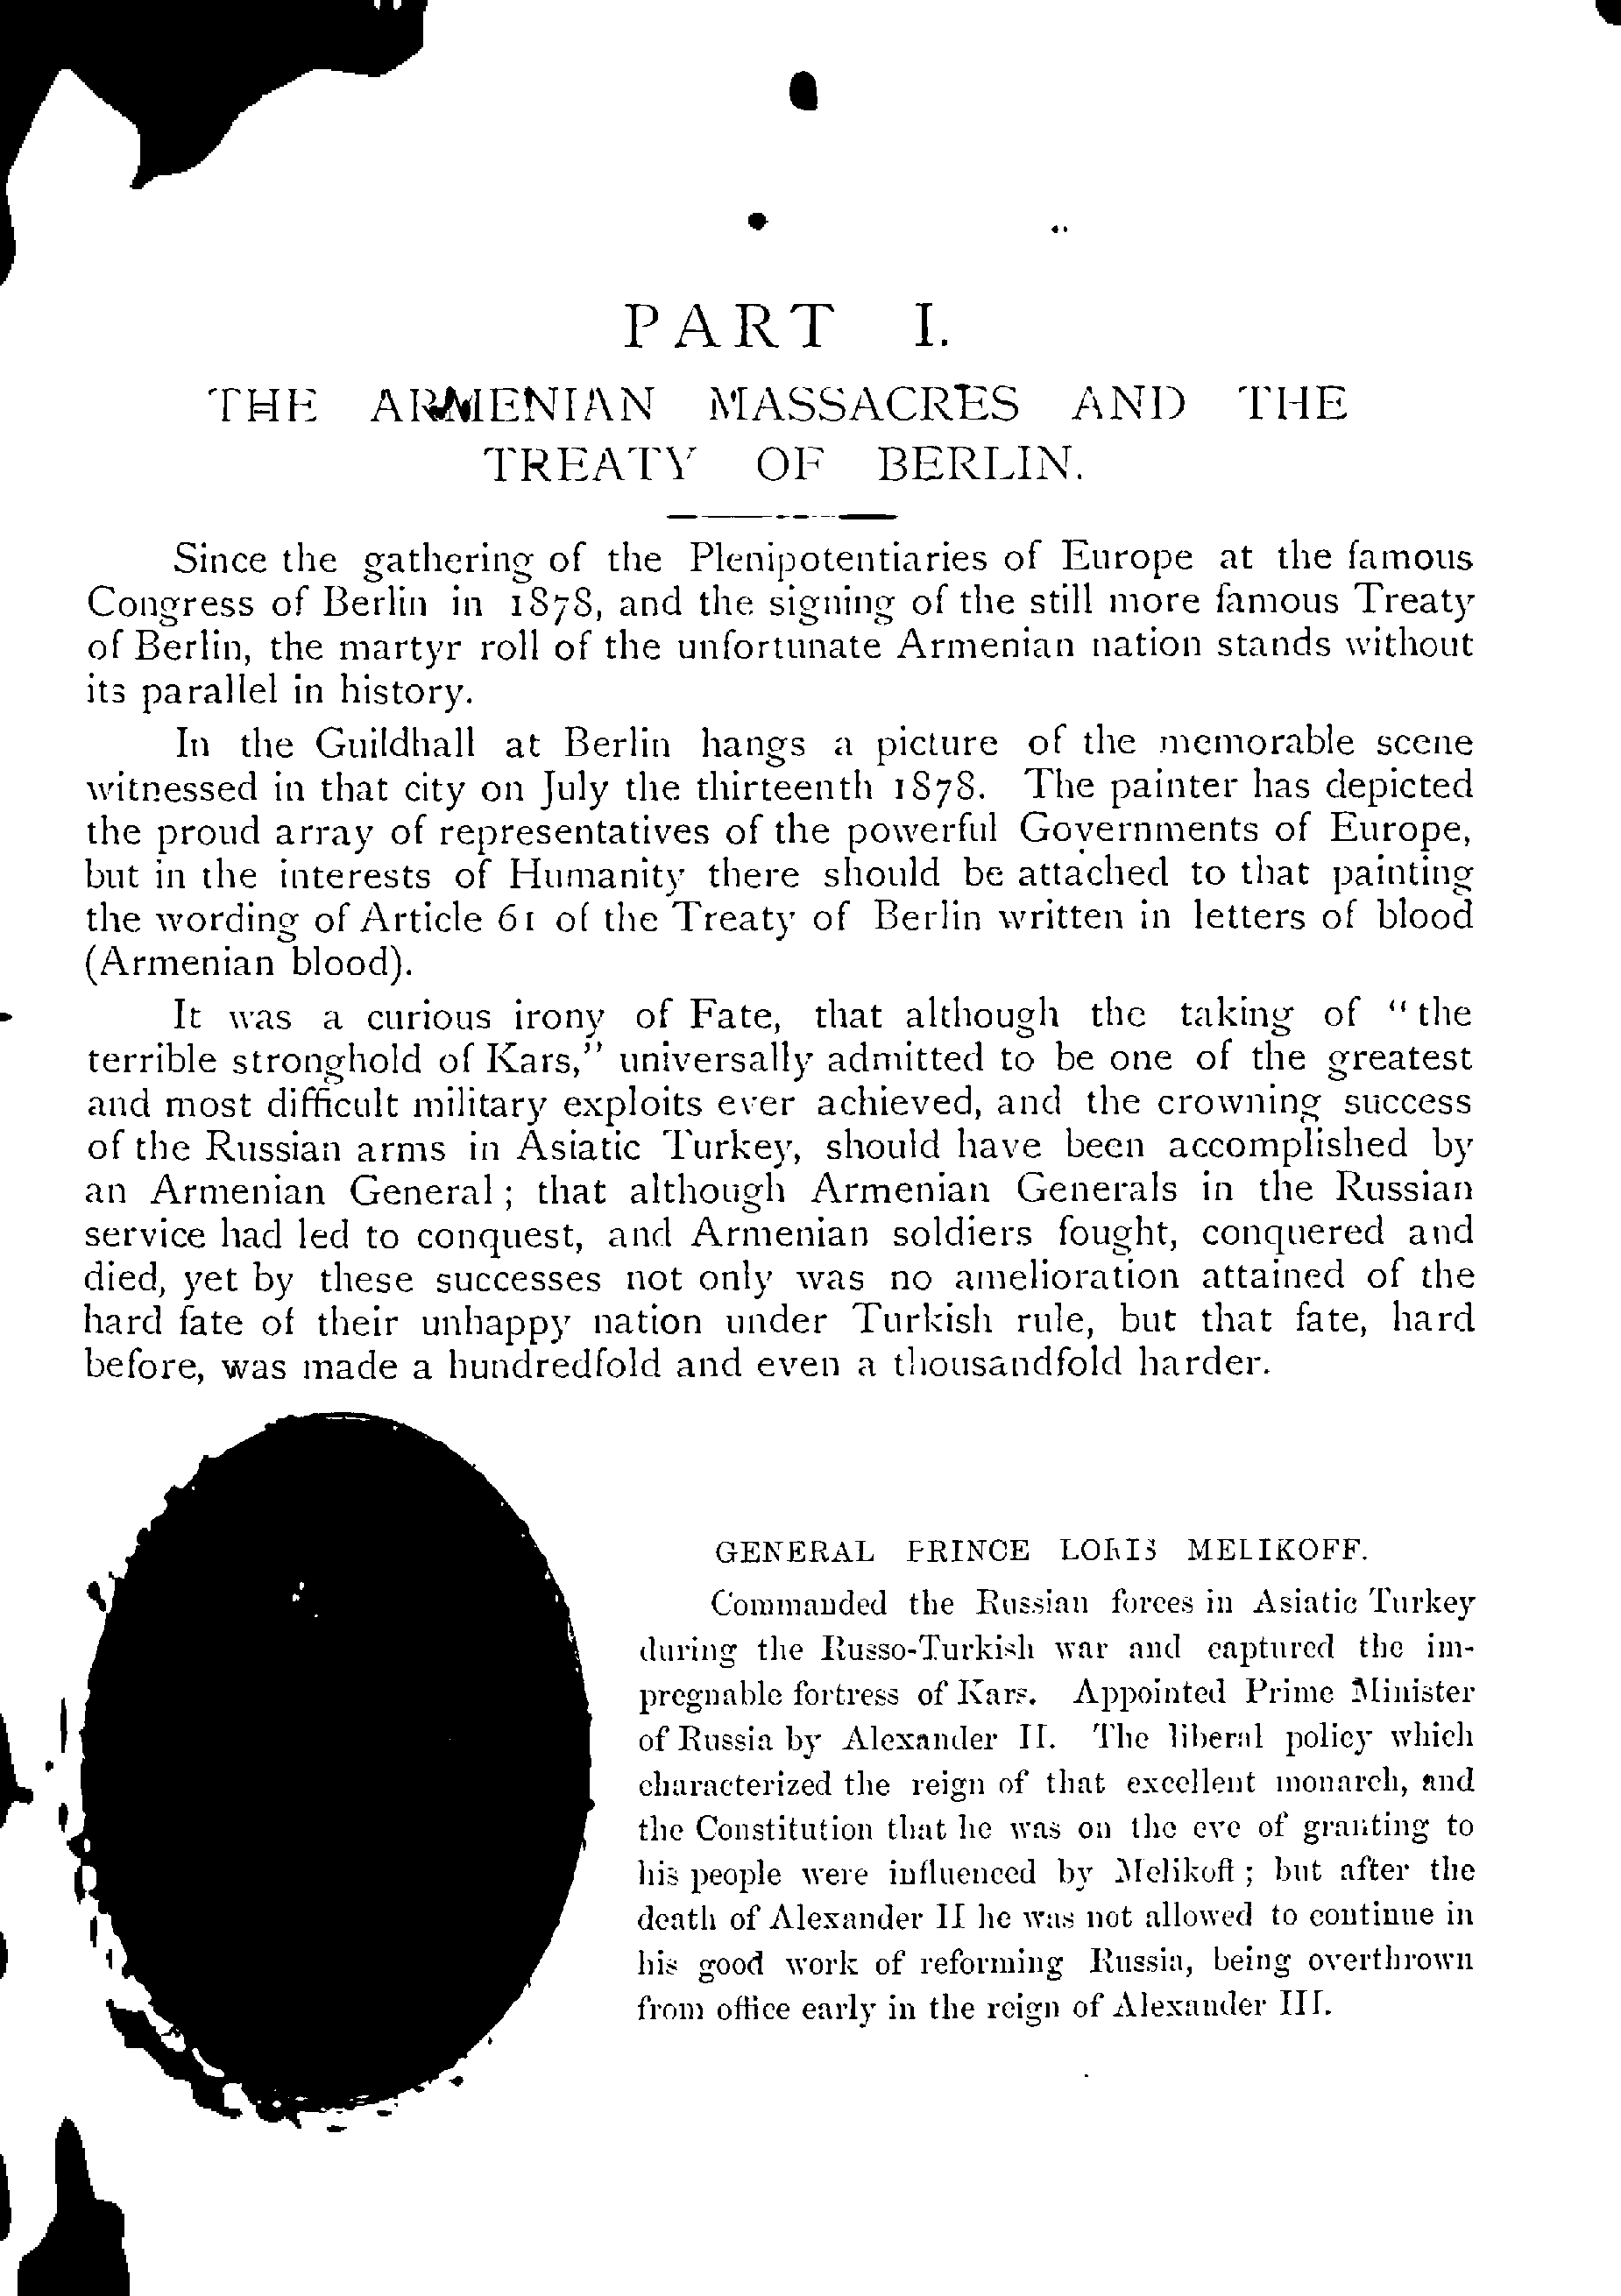 PART I.
THE ARMENIAN MASSACRES AND THE
TREATY OF BERLIN.
Since the gathering of the Plenipotentiaries of Europe at the famous
Congress of Berlin in 1878, and the signing of the still more famous Treaty
of Berlin, the martyr roll of the unfortunate Armenian nation stands without
its parallel in history.
In the Guildhall at Berlin hangs a picture of the memorable scene
witnessed in that city on July the thirteenth 1878. The painter has depicted
the proud array of representatives of the powerful Governments of Europe,
but in the interests of Humanity there should be attached to that painting
the wording of Article 61 of the Treaty of Berlin written in letters of blood
(Armenian blood).
It was a curious irony of Fate, that although the taking of "the
terrible stronghold of Kars," universally admitted to be one of the greatest
and most difficult military exploits ever achieved, and the crowning success
of the Russian arms in Asiatic Turkey, should have been accomplished by
an Armenian General; that although Armenian Generals in the Russian
service had led to conquest, and Armenian soldiers fought, conquered and
died, yet by these successes not only was no amelioration attained of the
hard fate of their unhappy nation under Turkish rule, but that fate, hard
before, was made a hundredfold and even a thousandfold harder.
GENERAL PRINCE LORIS MELIKOFF.
Commanded the Russian forces in Asiatic Turkey
during the Russo-Turkish war and captured the im-
pregnable fortress of Kars. Appointed Prime Minister
of Russia by Alexander II. The liberal policy which
characterized the reign of that excellent monarch, and
the Constitution that he was on the eve of granting to
his people were influenced by Melikoff; but after the
death of Alexander II he was not allowed to continue in
his good work of reforming Russia, being overthrown
from office early in the reign of Alexander III.